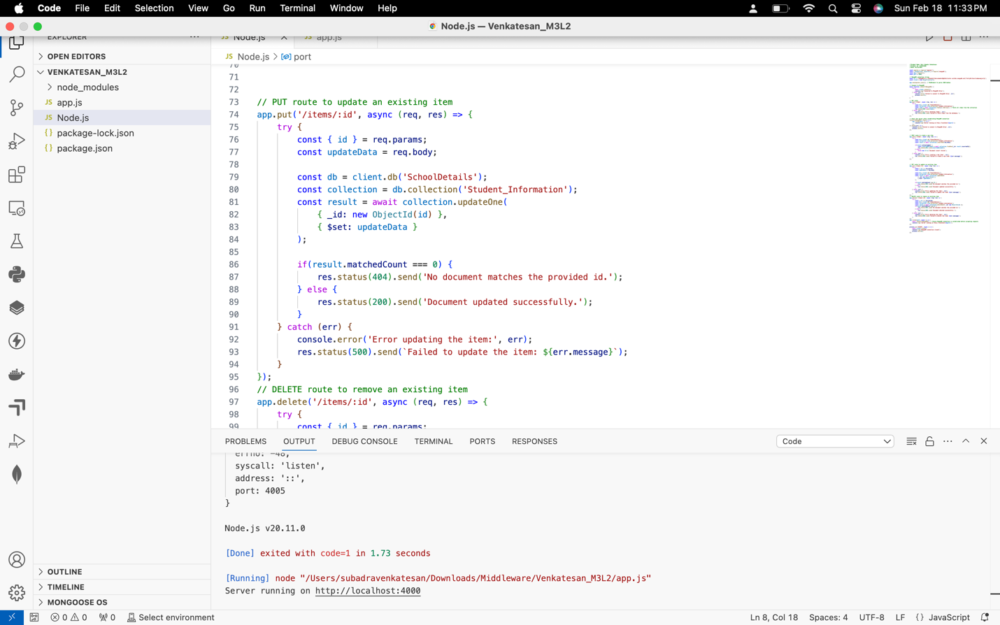 Code File Edit Selection View Go Run Terminal Window Help Sun Feb 18 11:33 PM
Node.js — Venkatesan_M3L2
EXPLORER
OPEN EDITORS
VENKATESAN_M3L2
node_modules
JS app.js
JS Node.js
{} package-lock.json
{} package.json
OUTLINE
TIMELINE
MONGOOSE OS
JS Node.js JS app.js
JS Node.js > port
70
71
72
73 // PUT route to update an existing item
74 app.put('/items/:id', async (req, res) => {
75 try {
76 const { id } = req.params;
77 const updateData = req.body;
78
79 const db = client.db('SchoolDetails');
80 const collection = db.collection('Student_Information');
81 const result = await collection.updateOne(
82 { _id: new ObjectId(id) },
83 { $set: updateData }
84 );
85
86 if(result.matchedCount === 0) {
87 res.status(404).send('No document matches the provided id.');
88 } else {
89 res.status(200).send('Document updated successfully.');
90 }
91 } catch (err) {
92 console.error('Error updating the item:', err);
93 res.status(500).send(`Failed to update the item: ${err.message}`);
94 }
95 });
96 // DELETE route to remove an existing item
97 app.delete('/items/:id', async (req, res) => {
98 try {
99 const { id } = req.params;
PROBLEMS OUTPUT DEBUG CONSOLE TERMINAL PORTS RESPONSES Code
errno: -48,
syscall: 'listen',
address: '::',
port: 4005
}
Node.js v20.11.0
[Done] exited with code=1 in 1.73 seconds
[Running] node "/Users/subadravenkatesan/Downloads/Middleware/Venkatesan_M3L2/app.js"
Server running on http://localhost:4000
0 0 0 Select environment Ln 8, Col 18 Spaces: 4 UTF-8 LF {} JavaScript